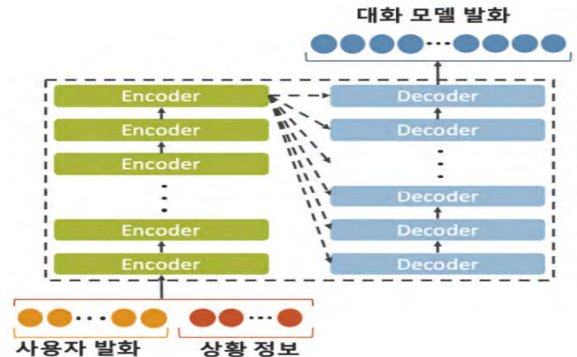 대화 모델 발화
Encoder
Encoder
Encoder
Encoder
Encoder
Decoder
Decoder
Decoder
Decoder
Decoder
사용자 발화
상황 정보